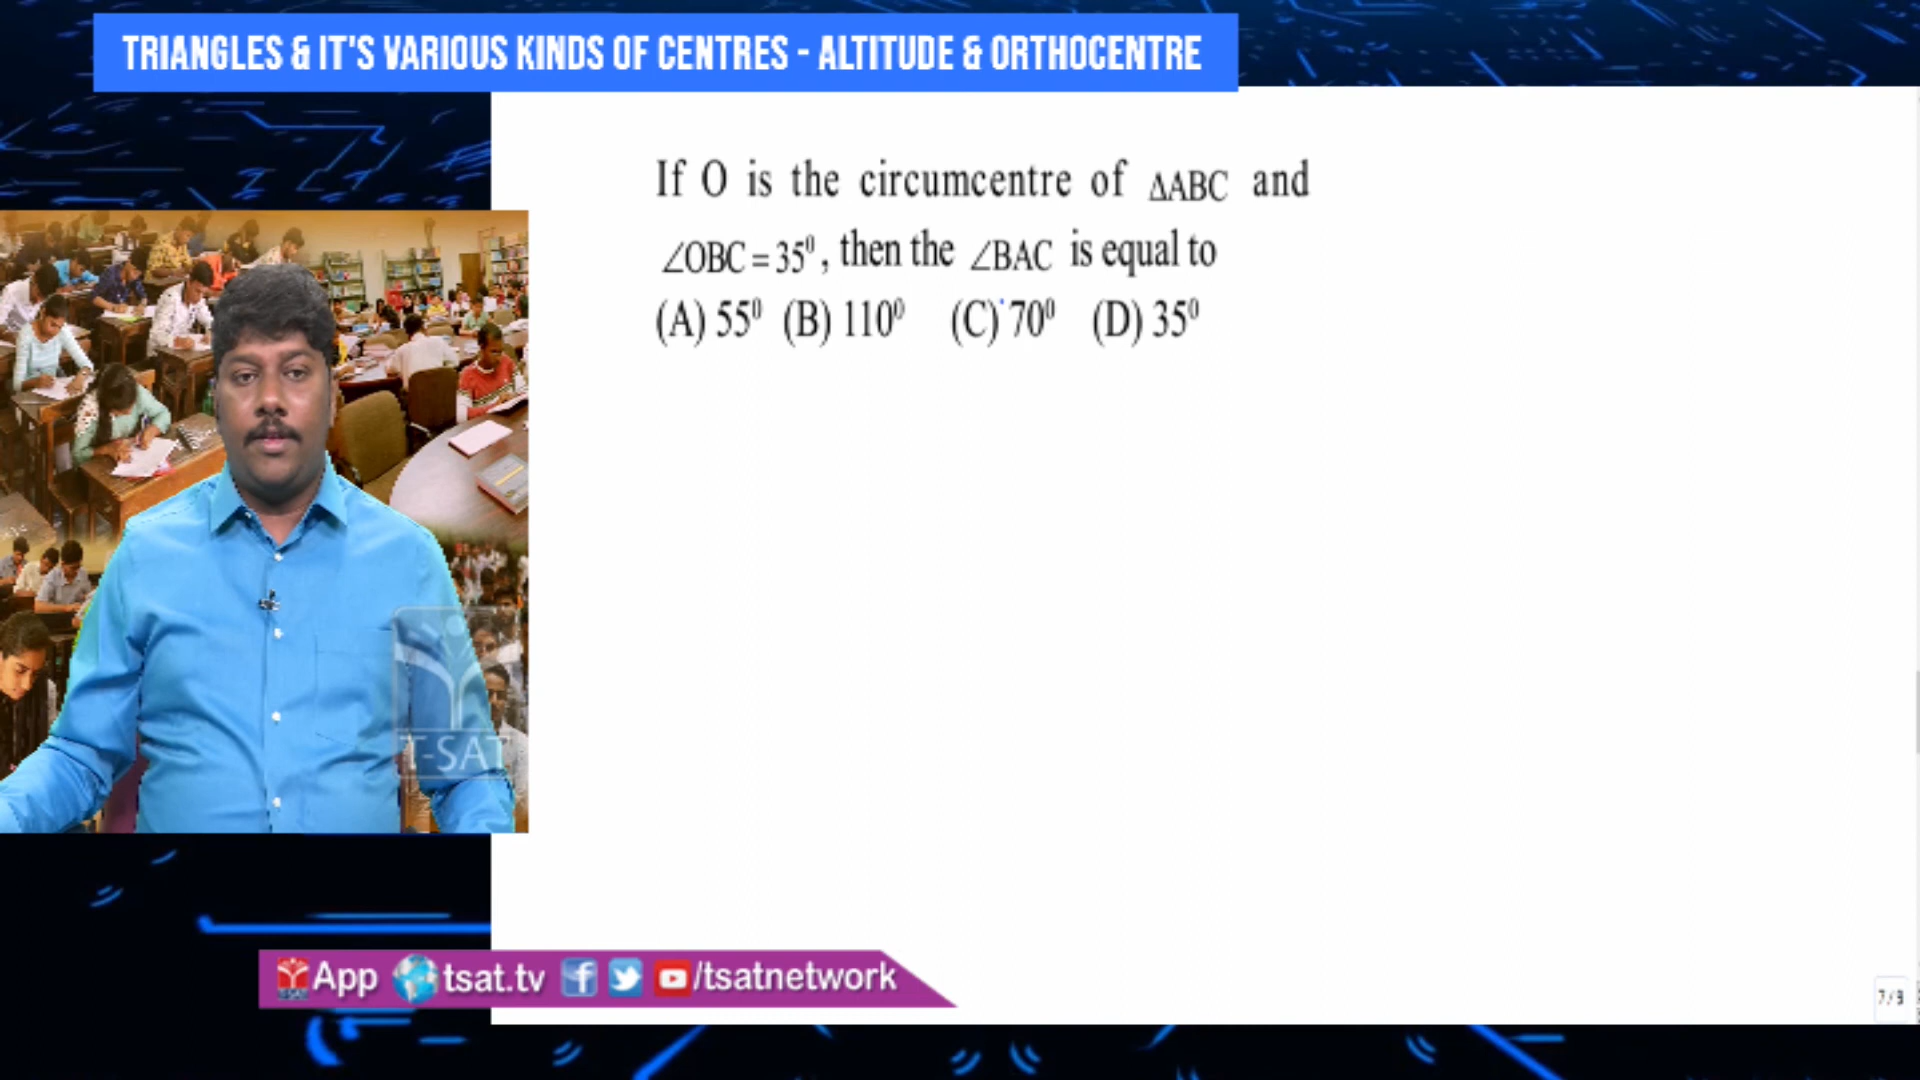 TRIANGLES & IT'S VARIOUS KINDS OF CENTRES - ALTITUDE & ORTHOCENTRE
If O is the circumcentre of ΔABC and
∠OBC = 35⁰, then the ∠BAC is equal to
(A) 55⁰ (B) 110⁰ (C) 70⁰ (D) 35⁰
T-SAT
App tsat.tv /tsatnetwork